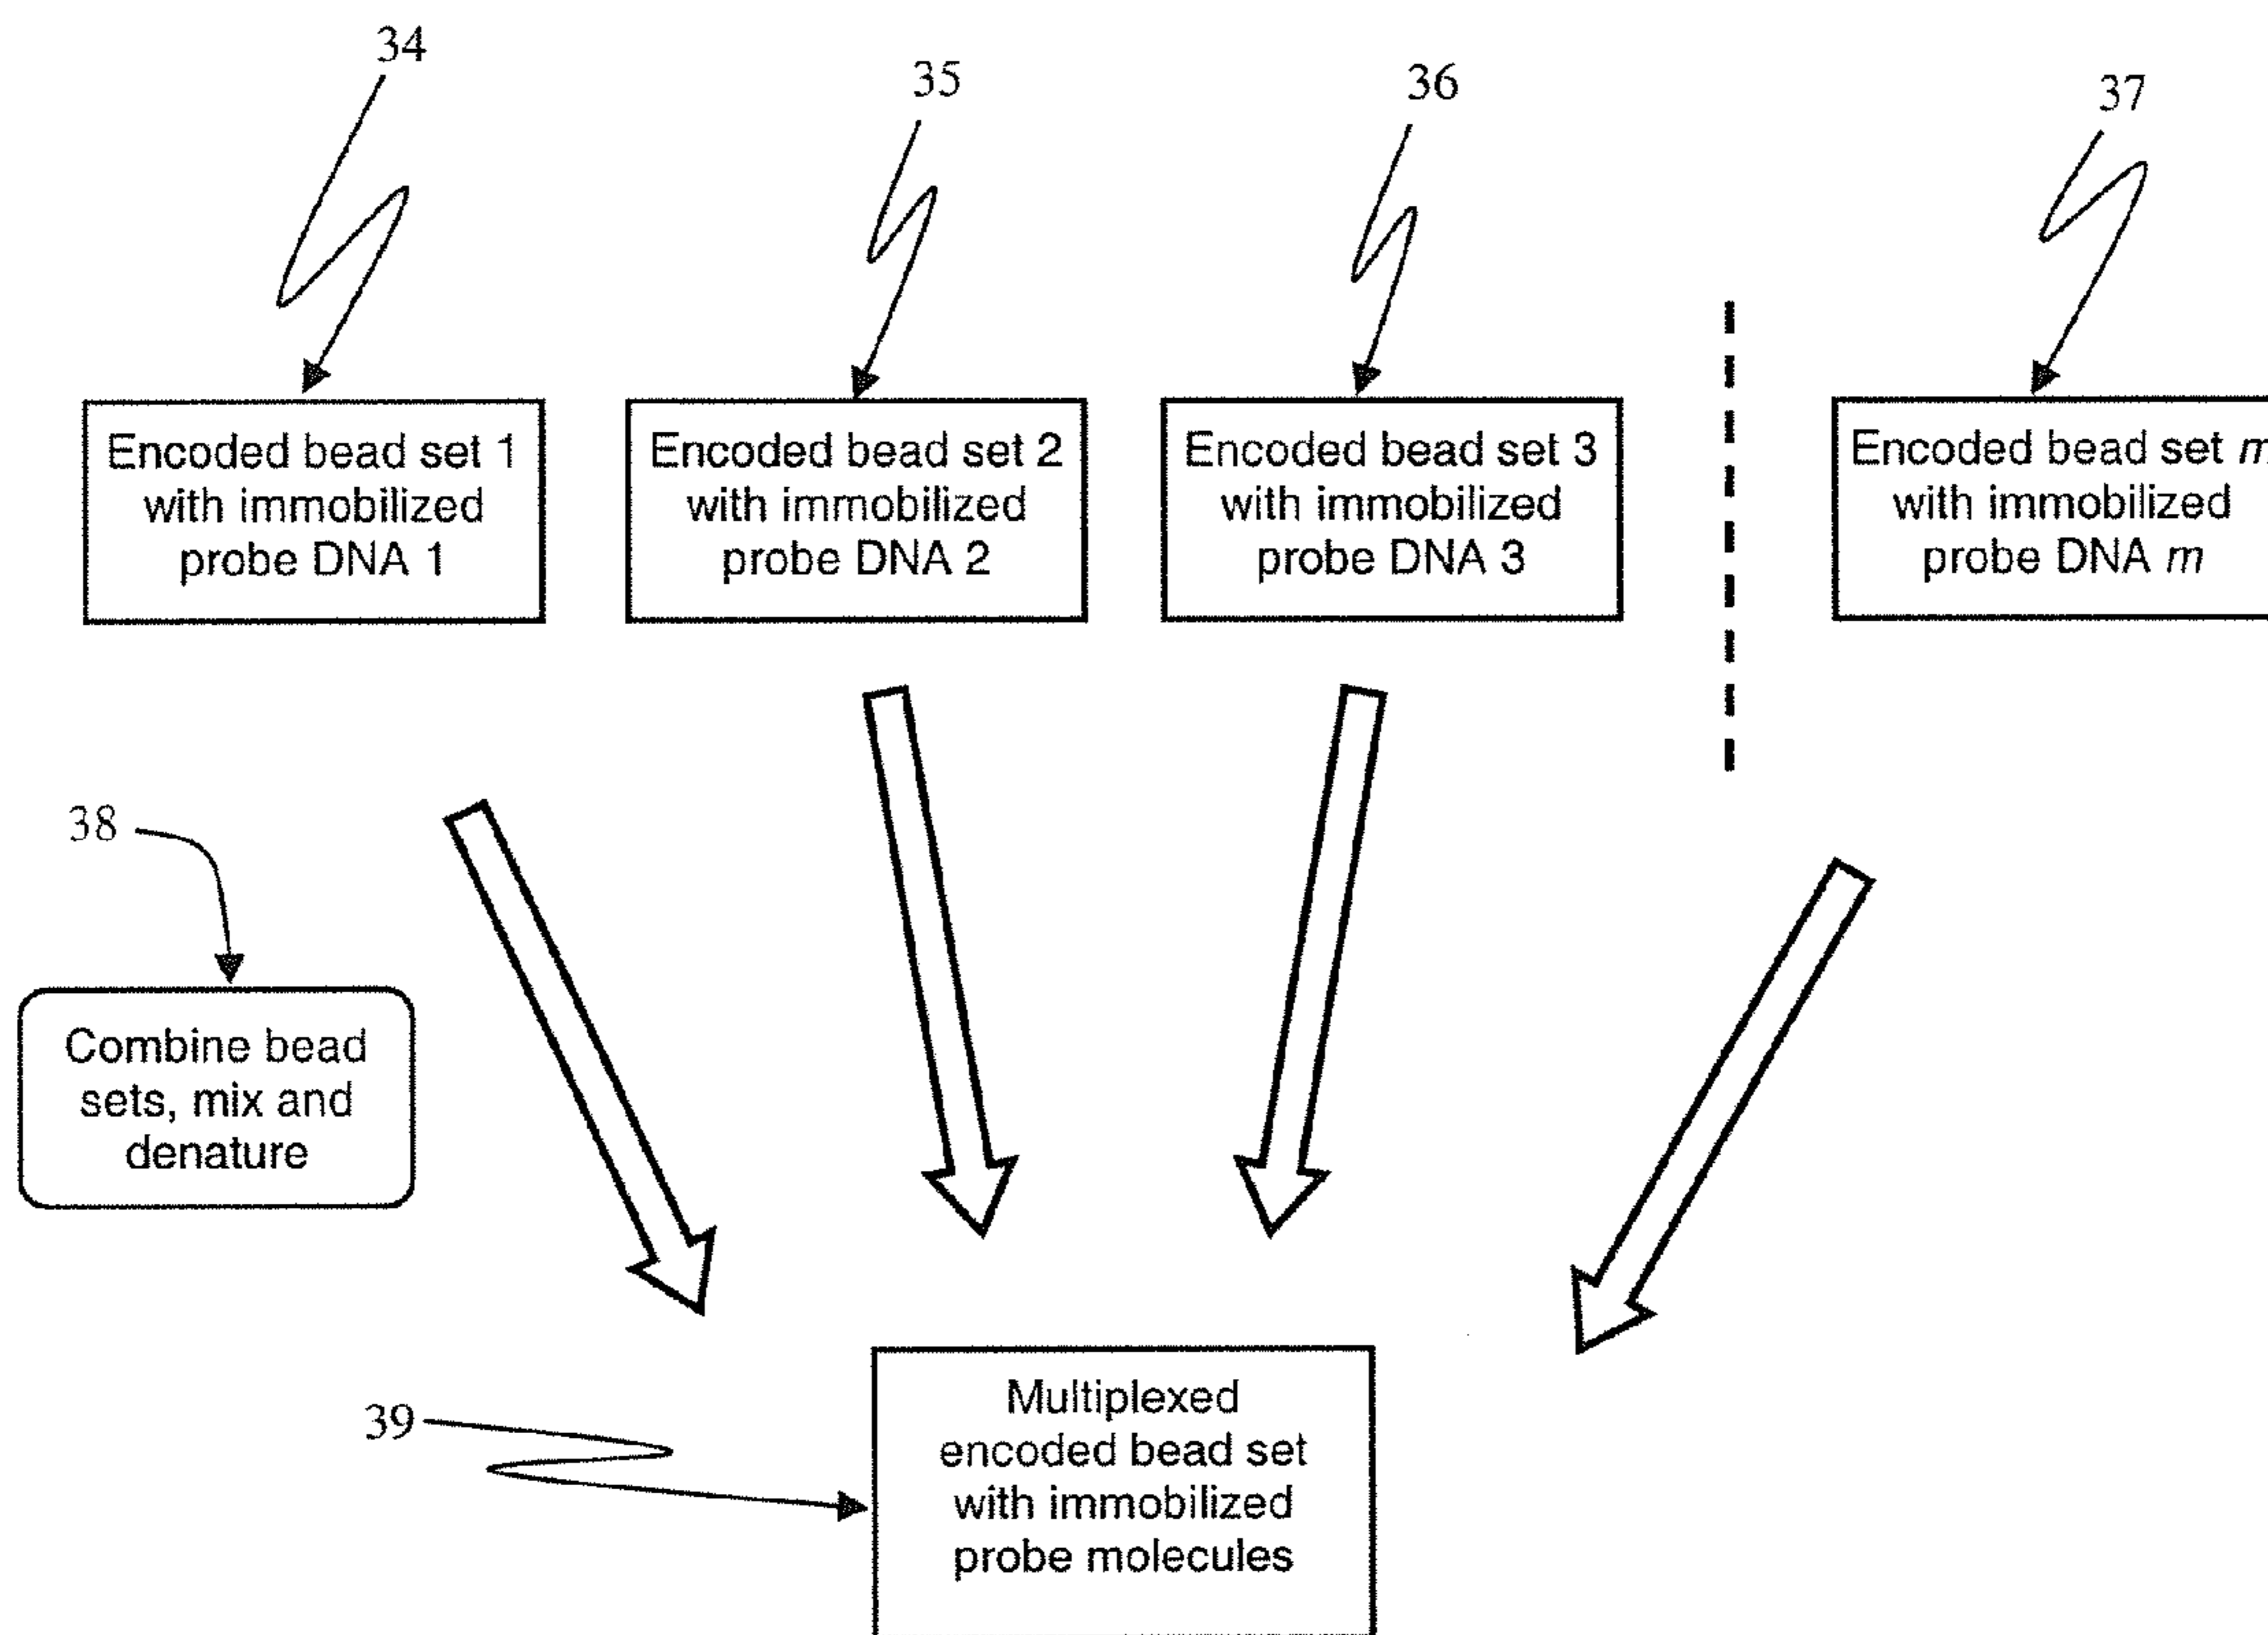 34
35
36
37
Encoded bead set 1
with immobilized
probe DNA 1
Encoded bead set 2
with immobilized
probe DNA 2
Encoded bead set 3
with immobilized
probe DNA 3
Encoded bead set m
with immobilized
probe DNA m
38
Combine bead
sets, mix and
denature
39
Multiplexed
encoded bead set
with immobilized
probe molecules